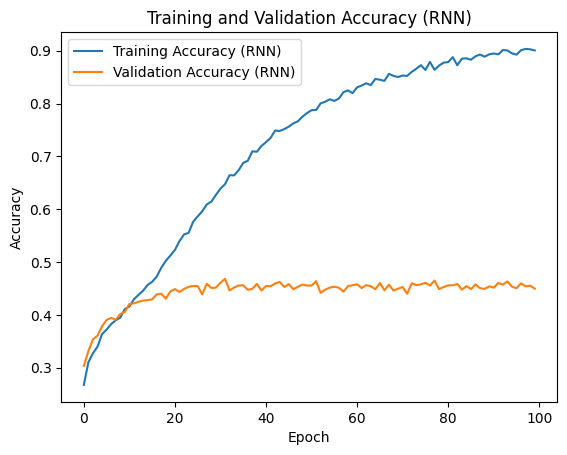 Training and Validation Accuracy (RNN)
Training Accuracy (RNN)
Validation Accuracy (RNN)
0.9
0.8
0.7
0.6
0.5
0.4
0.3
Accuracy
0 20 40 60 80 100
Epoch